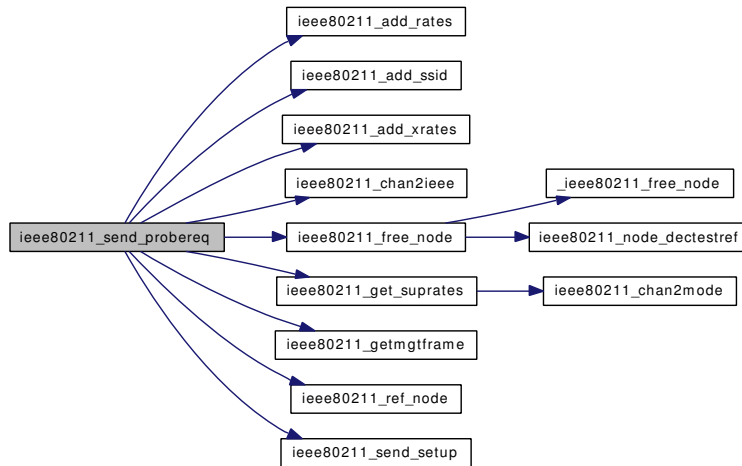 ieee80211_add_rates
ieee80211_add_ssid
ieee80211_add_xrates
ieee80211_chan2ieee
_ieee80211_free_node
ieee80211_send_probereq
ieee80211_free_node
ieee80211_node_dectestref
ieee80211_get_suprates
ieee80211_chan2mode
ieee80211_getmgtframe
ieee80211_ref_node
ieee80211_send_setup